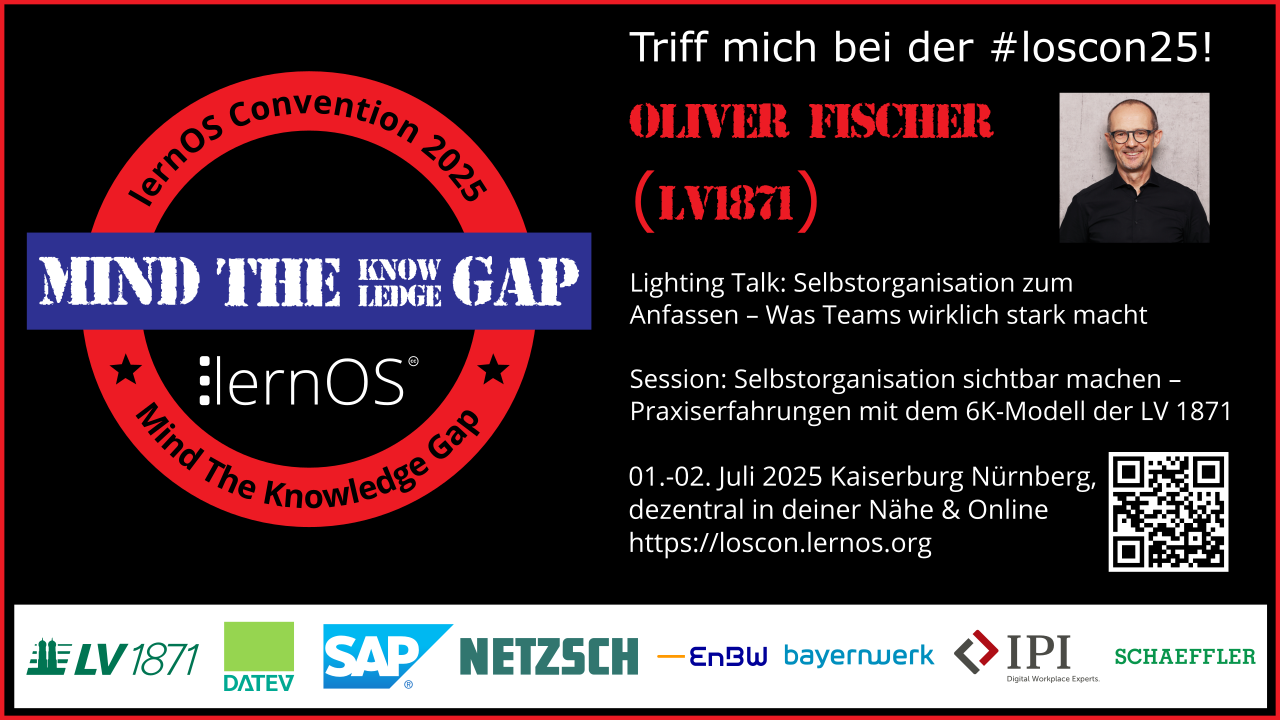 Triff mich bei der #loscon25!
lernOS Convention 2025
MIND THE KNOW LEDGE GAP
lernOS
Mind The Knowledge Gap
OLIVER FISCHER
(LV1871)
Lighting Talk: Selbstorganisation zum
Anfassen – Was Teams wirklich stark macht
Session: Selbstorganisation sichtbar machen –
Praxiserfahrungen mit dem 6K-Modell der LV 1871
01.-02. Juli 2025 Kaiserburg Nürnberg,
dezentral in deiner Nähe & Online
https://loscon.lernos.org
LV 1871
DATEV
SAP®
NETZSCH
EnBW
bayernwerk
IPI
Digital Workplace Experts.
SCHAEFFLER